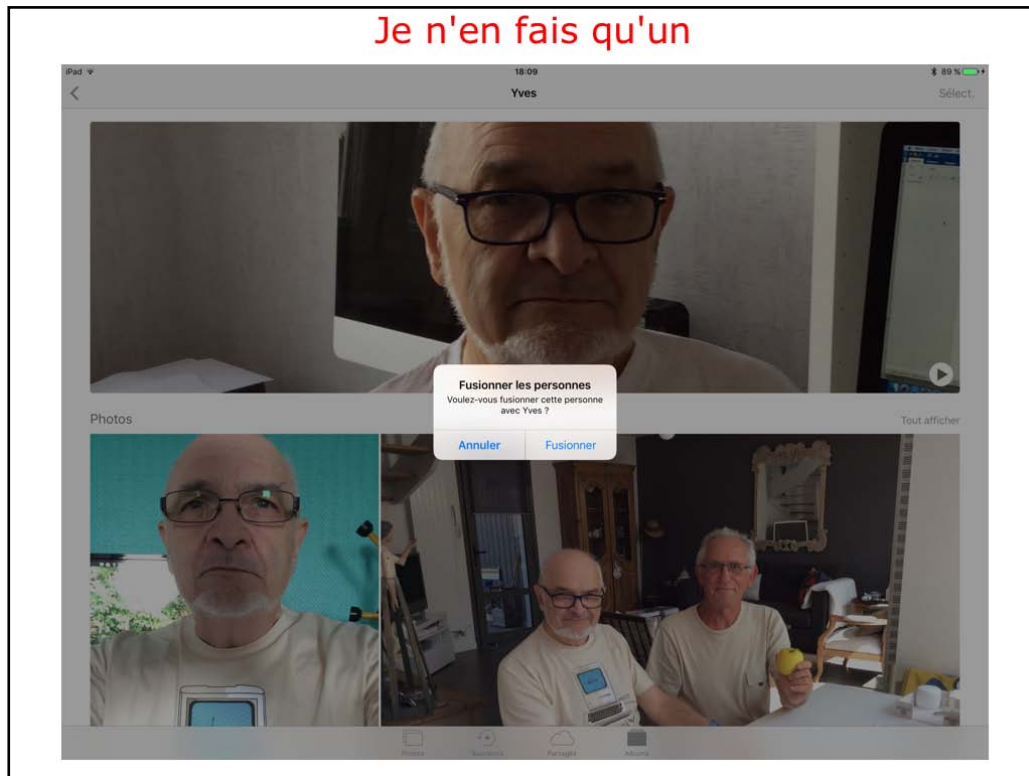 Je n'en fais qu'un
iPad 18:09 89 %
Yves Sélect.
Fusionner les personnes
Voulez-vous fusionner cette personne
avec Yves ?
Annuler Fusionner
Photos Tout afficher
Photos Souvenirs Partagés Albums